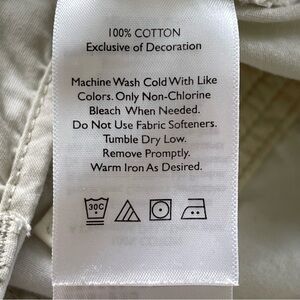 100% COTTON
Exclusive of Decoration
Machine Wash Cold With Like
Colors. Only Non-Chlorine
Bleach When Needed.
Do Not Use Fabric Softeners.
Tumble Dry Low.
Remove Promptly.
Warm Iron As Desired.
30C